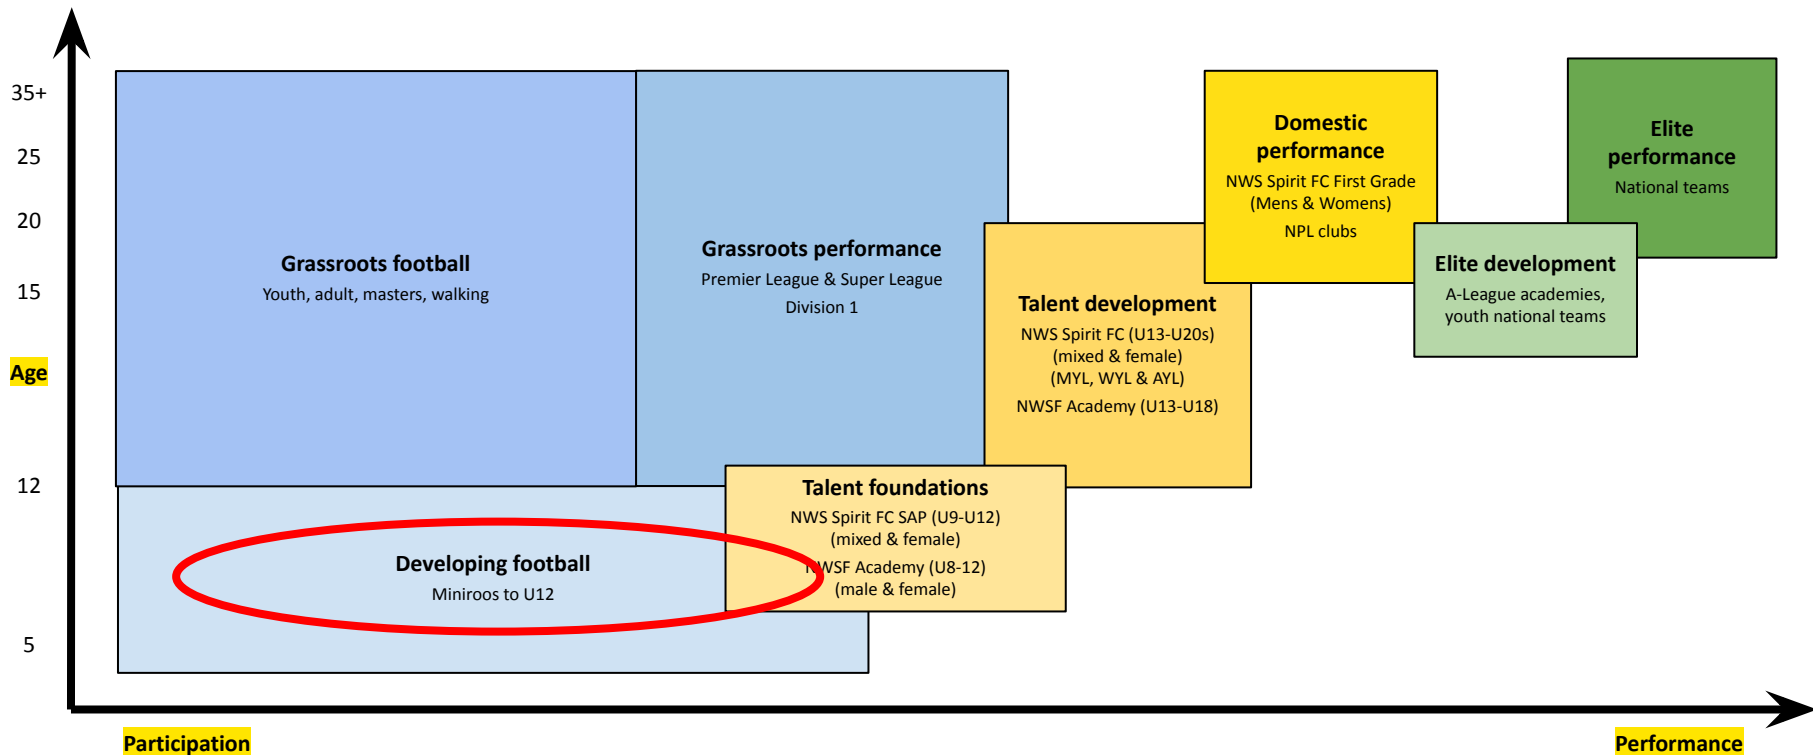 35+
25
20
15
Age
12
5
Grassroots football
Youth, adult, masters, walking
Grassroots performance
Premier League & Super League
Division 1
Domestic
performance
NWS Spirit FC First Grade
(Mens & Womens)
NPL clubs
Elite
performance
National teams
Elite development
A-League academies,
youth national teams
Talent development
NWS Spirit FC (U13-U20s)
(mixed & female)
(MYL, WYL & AYL)
NWSF Academy (U13-U18)
Talent foundations
NWS Spirit FC SAP (U9-U12)
(mixed & female)
NWSF Academy (U8-12)
(male & female)
Developing football
Miniroos to U12
Participation
Performance